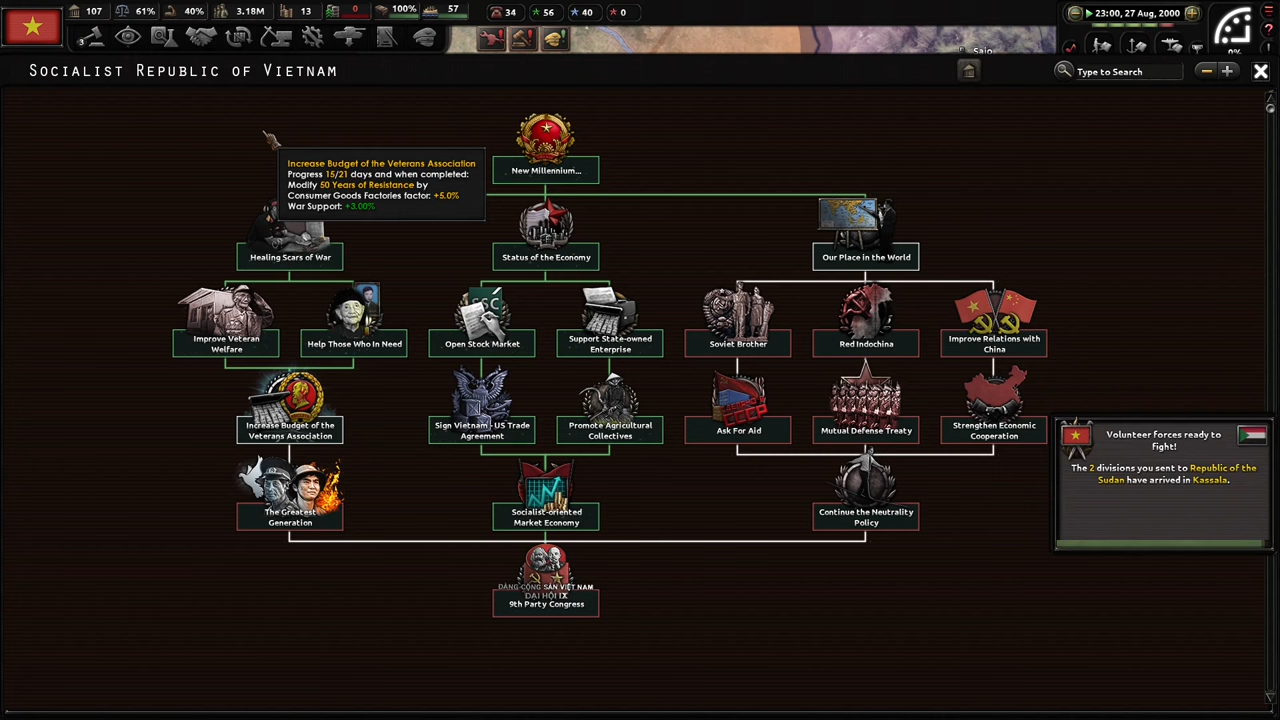 107
61%
40%
3.18M
13
0
100%
57
34
56
40
0
23:00, 27 Aug, 2000
0%
3
Saio
Socialist Republic of Vietnam
Type to Search
Increase Budget of the Veterans Association
Progress 15/21 days and when completed:
Modify 50 Years of Resistance by
Consumer Goods Factories factor: +5.0%
War Support: +3.00%
New Millennium...
Healing Scars of War
Status of the Economy
Our Place in the World
Improve Veteran
Welfare
Help Those Who In Need
SSC
Open Stock Market
Support State-owned
Enterprise
Soviet Brother
Red Indochina
Improve Relations with
China
Increase Budget of the
Veterans Association
Sign Vietnam - US Trade
Agreement
Promote Agricultural
Collectives
CCCP
Ask For Aid
Mutual Defense Treaty
Strengthen Economic
Cooperation
The Greatest
Generation
Socialist-oriented
Market Economy
Continue the Neutrality
Policy
ĐẢNG CỘNG SẢN VIỆT NAM
ĐẠI HỘI IX
9th Party Congress
Volunteer forces ready to
fight!
The 2 divisions you sent to Republic of the
Sudan have arrived in Kassala.